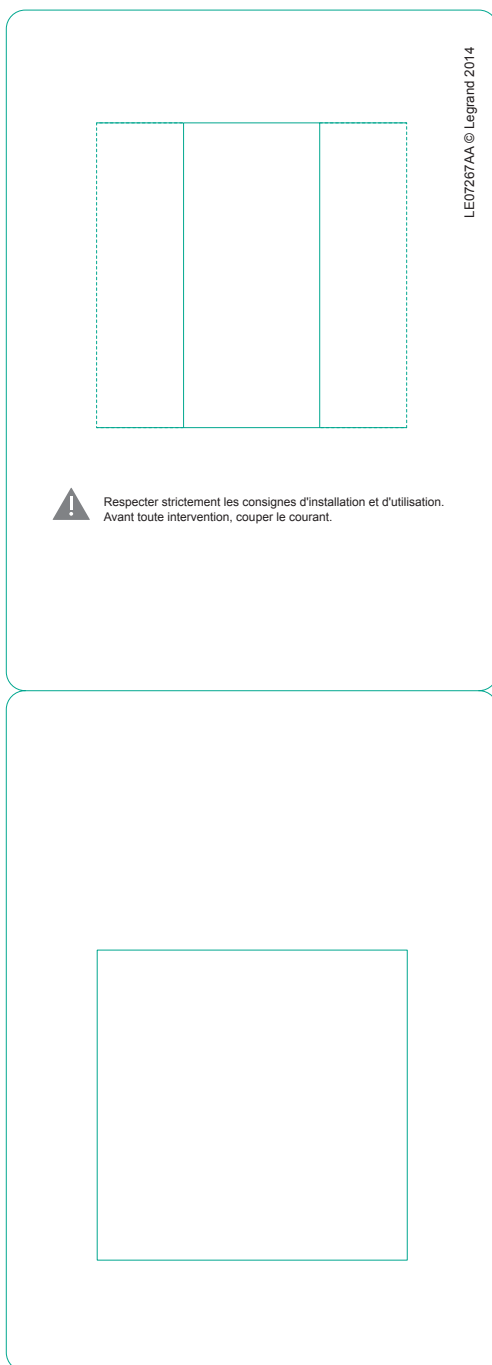 LE07267AA © Legrand 2014
Respecter strictement les consignes d'installation et d'utilisation.
Avant toute intervention, couper le courant.